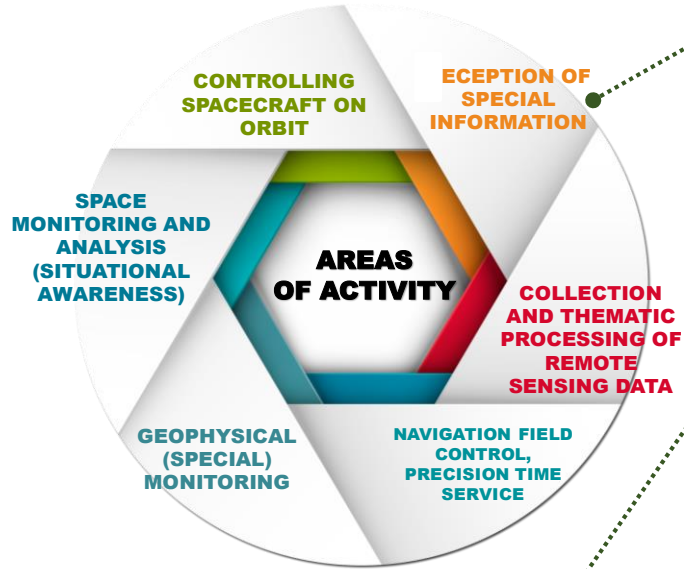 CONTROLLING
SPACECRAFT ON
ORBIT
ECEPTION OF
SPECIAL
INFORMATION
SPACE
MONITORING AND
ANALYSIS
(SITUATIONAL
AWARENESS)
AREAS
OF ACTIVITY
COLLECTION
AND THEMATIC
PROCESSING OF
REMOTE
SENSING DATA
GEOPHYSICAL
(SPECIAL)
MONITORING
NAVIGATION FIELD
CONTROL,
PRECISION TIME
SERVICE